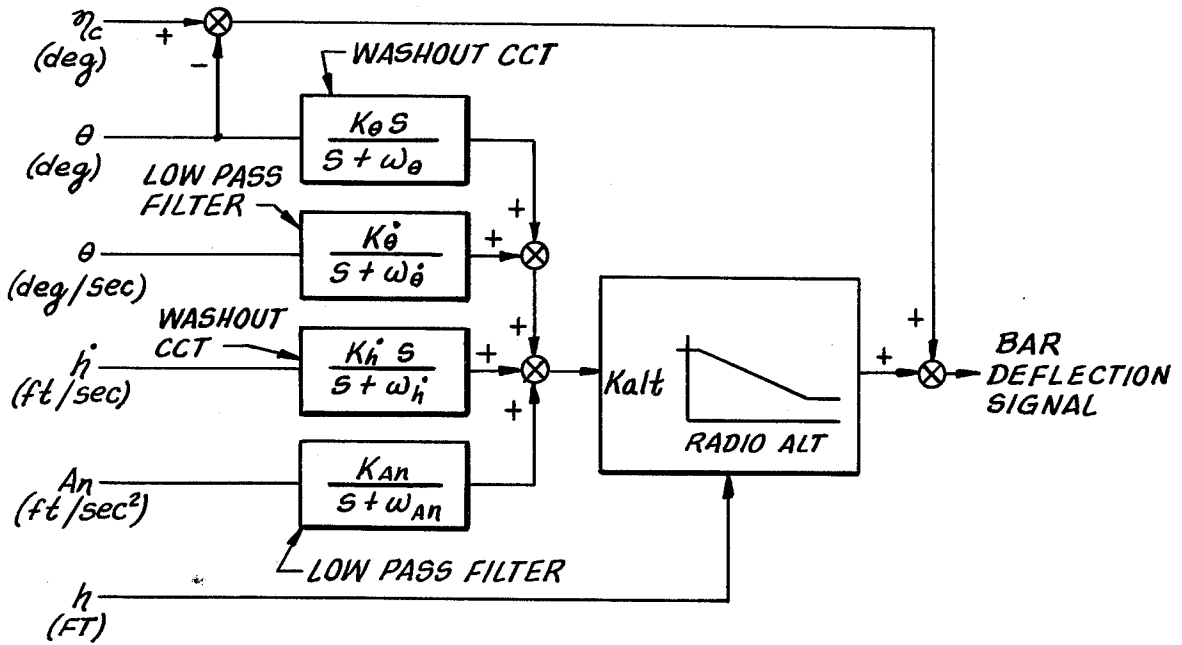 ηc
(deg)
+
−
WASHOUT CCT
θ
(deg)
Kθ S
S + ωθ
LOW PASS
FILTER
+
θ
(deg/sec)
Kθ̇
S + ωθ̇
+
WASHOUT
CCT
+
ḣ
(ft/sec)
Kḣ S
S + ωḣ
+
+
Kalt
RADIO ALT
+
+
BAR
DEFLECTION
SIGNAL
An
(ft/sec²)
KAn
S + ωAn
LOW PASS FILTER
h
(FT)